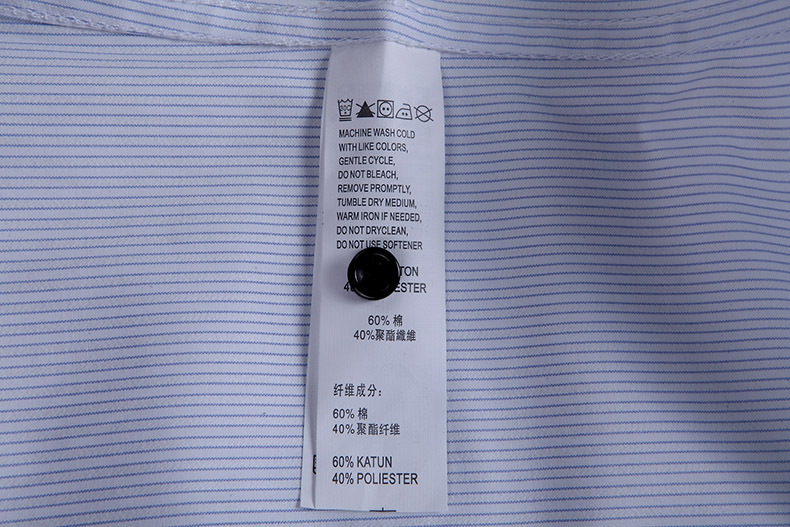 MACHINE WASH COLD
WITH LIKE COLORS,
GENTLE CYCLE,
DO NOT BLEACH,
REMOVE PROMPTLY,
TUMBLE DRY MEDIUM,
WARM IRON IF NEEDED,
DO NOT DRYCLEAN,
DO NOT USE SOFTENER
60% 棉
40%聚酯纖維
纤维成分：
60% 棉
40%聚酯纤维
60% KATUN
40% POLIESTER